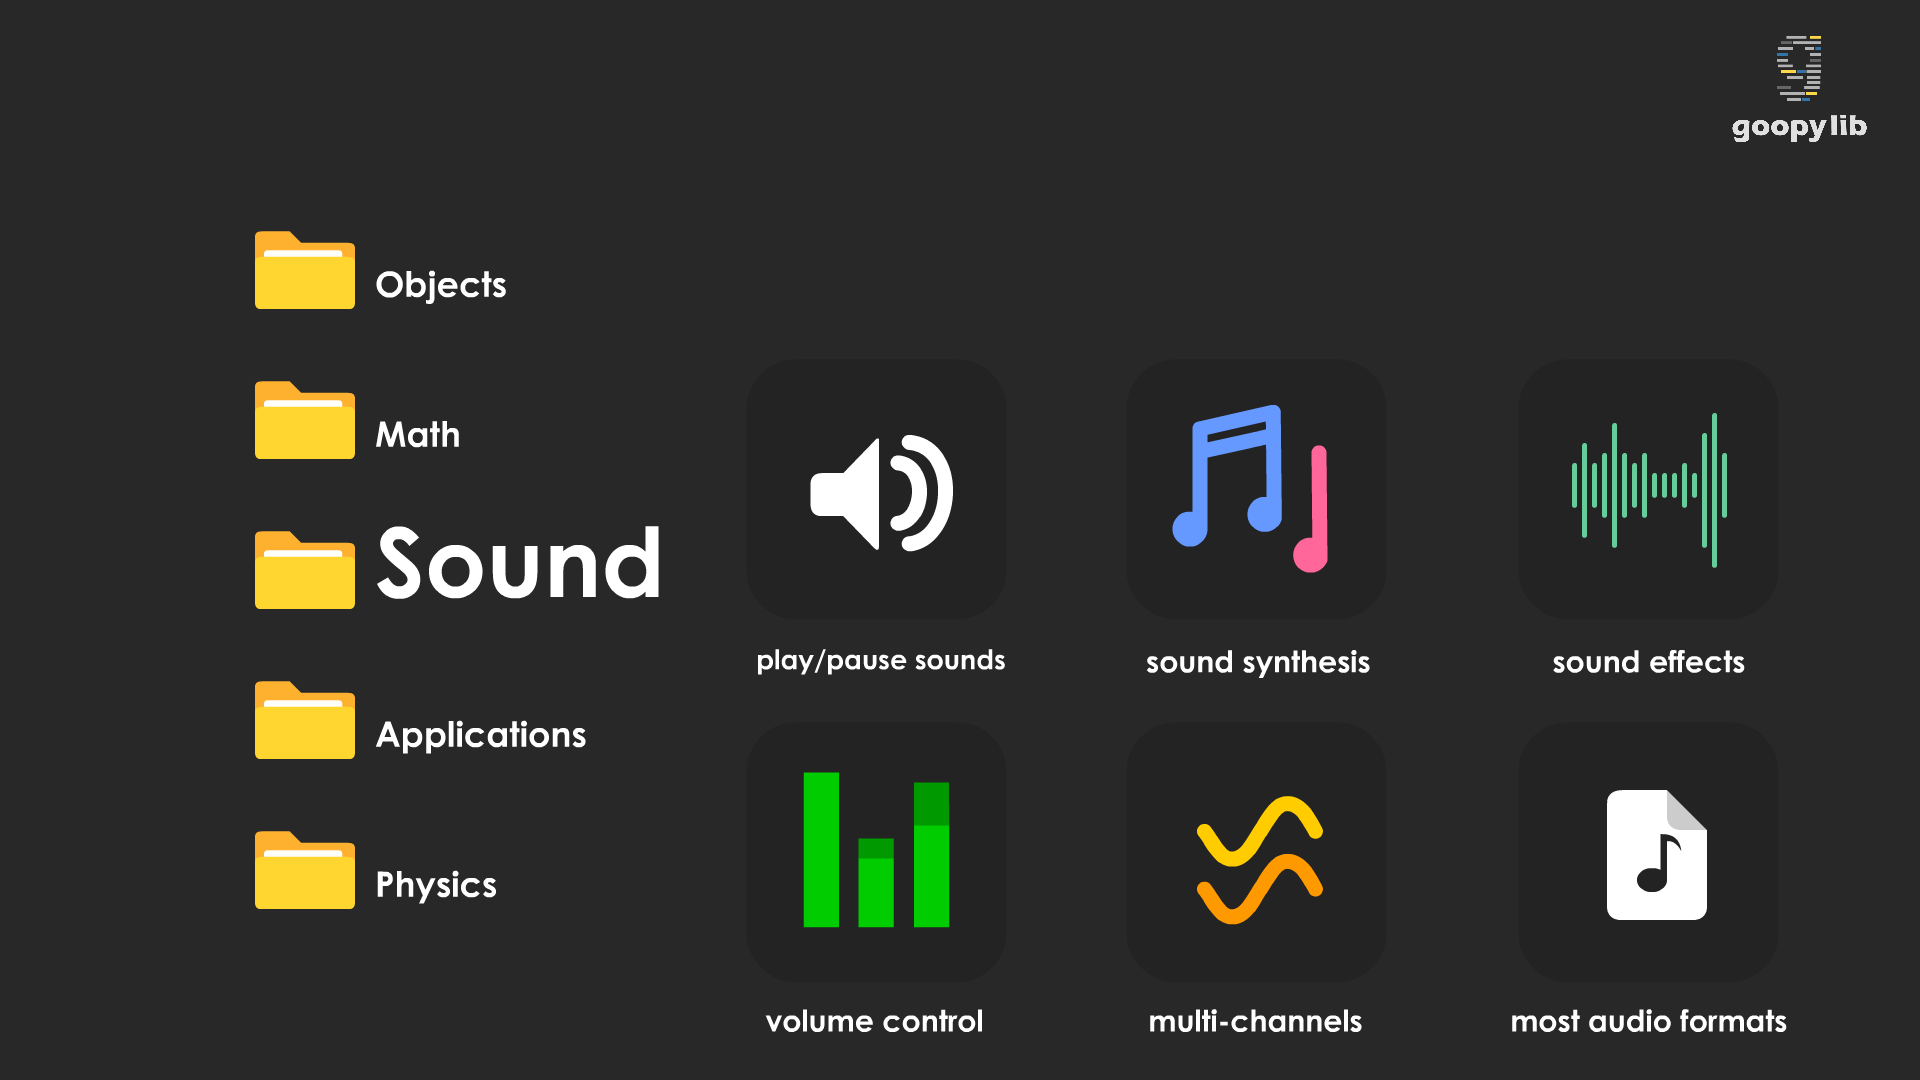 goopylib
Objects
Math
Sound
Applications
Physics
play/pause sounds
sound synthesis
sound effects
volume control
multi-channels
most audio formats